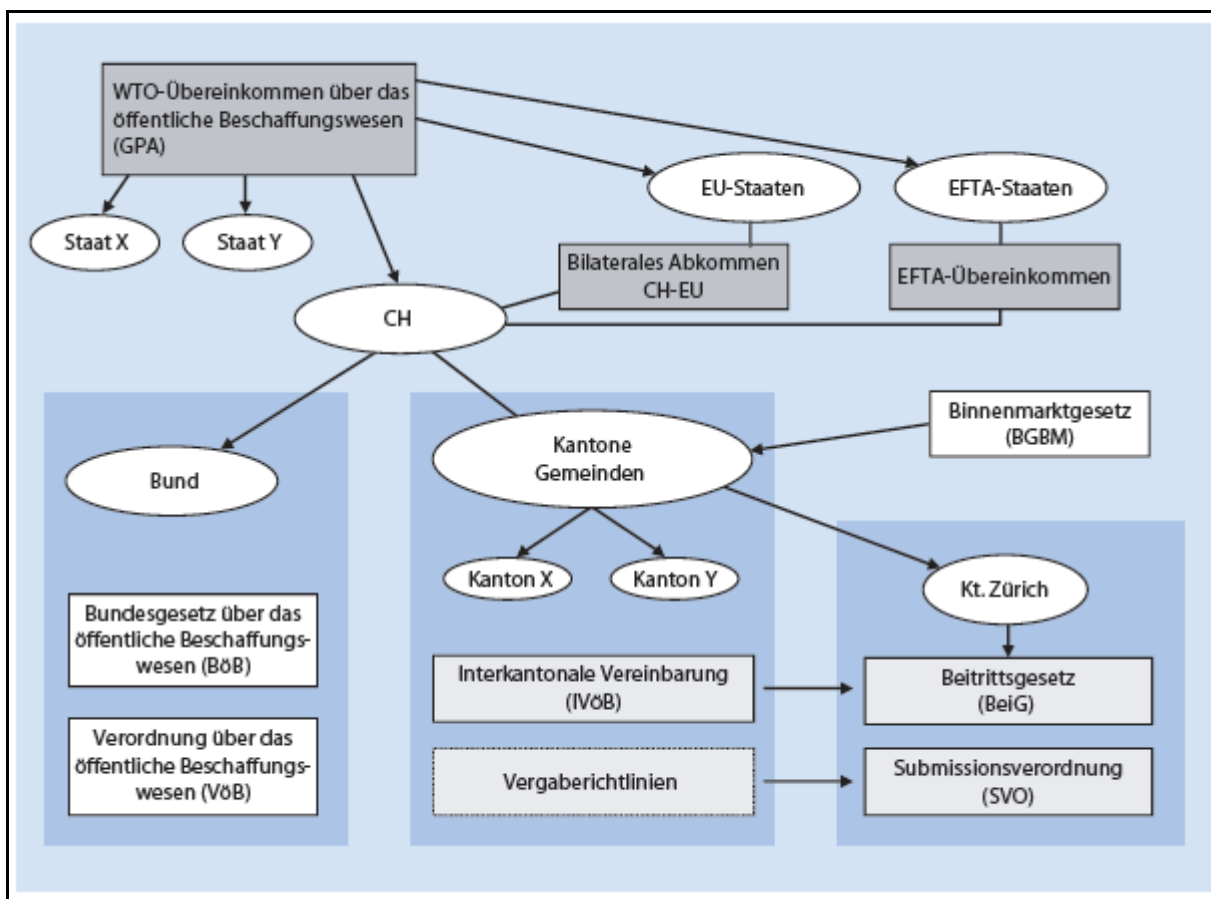 WTO-Übereinkommen über das
öffentliche Beschaffungswesen
(GPA)
EU-Staaten
EFTA-Staaten
Staat X
Staat Y
Bilaterales Abkommen
CH-EU
EFTA-Übereinkommen
CH
Binnenmarktgesetz
(BGBM)
Kantone
Gemeinden
Bund
Kanton X
Kanton Y
Kt. Zürich
Bundesgesetz über das
öffentliche Beschaffungs-
wesen (BöB)
Interkantonale Vereinbarung
(IVöB)
Beitrittsgesetz
(BeiG)
Verordnung über das
öffentliche Beschaffungs-
wesen (VöB)
Vergaberichtlinien
Submissionsverordnung
(SVO)